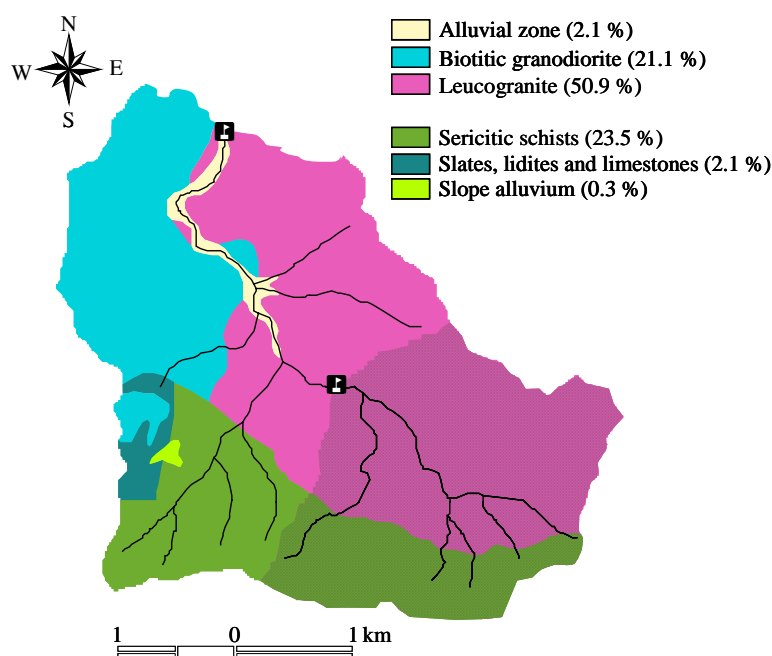 N
W E
S
Alluvial zone (2.1 %)
Biotitic granodiorite (21.1 %)
Leucogranite (50.9 %)
Sericitic schists (23.5 %)
Slates, lidites and limestones (2.1 %)
Slope alluvium (0.3 %)
1 0 1 km